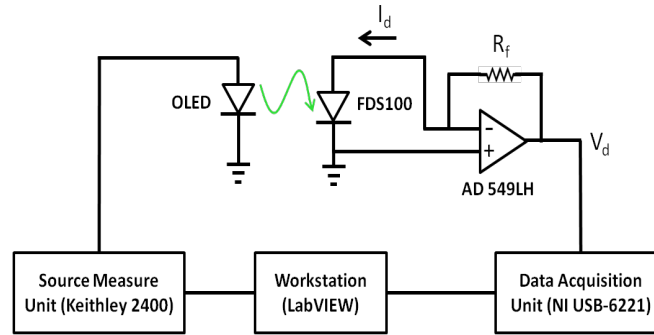 I_d
R_f
OLED
FDS100
-
+
V_d
AD 549LH
Source Measure
Unit (Keithley 2400)
Workstation
(LabVIEW)
Data Acquisition
Unit (NI USB-6221)